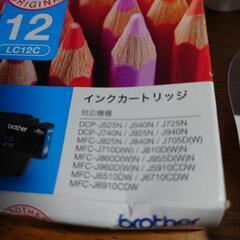 ORIGINAL
12
LC12C
インクカートリッジ
対応機種
DCP-J525N / J540N / J725N
DCP-J740N / J925N / J940N
MFC-J825N / J840N / J705D(W)
MFC-J710D(W) / J810D(W)
MFC-J860D(W)N / J955D(W)N
MFC-J960D(W)N / J5910CDW
MFC-J6510DW / J6710CDW
MFC-J6910CDW
brother
brother